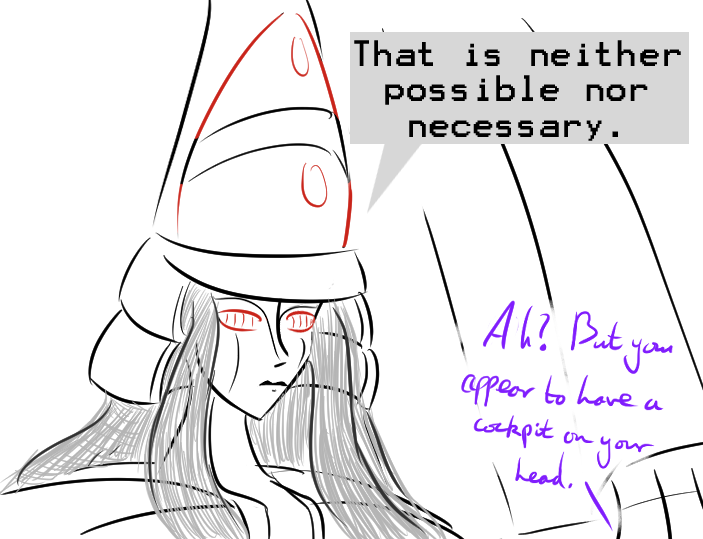 That is neither
possible nor
necessary.
Ah? But you
appear to have a
cockpit on your
head.